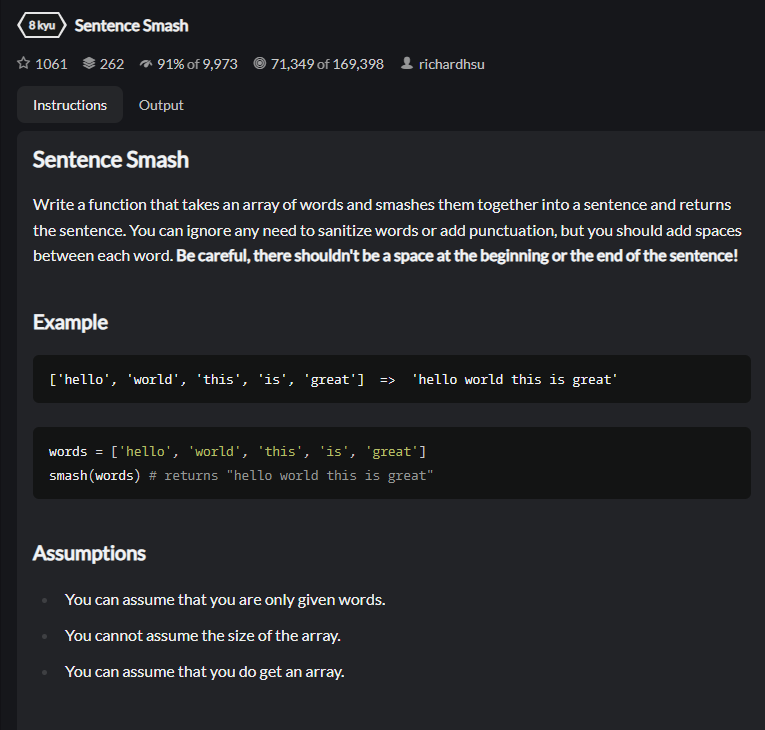 8 kyu Sentence Smash
1061 262 91% of 9,973 71,349 of 169,398 richardhsu
Instructions Output
Sentence Smash
Write a function that takes an array of words and smashes them together into a sentence and returns
the sentence. You can ignore any need to sanitize words or add punctuation, but you should add spaces
between each word. Be careful, there shouldn't be a space at the beginning or the end of the sentence!
Example
['hello', 'world', 'this', 'is', 'great'] => 'hello world this is great'
words = ['hello', 'world', 'this', 'is', 'great']
smash(words) # returns "hello world this is great"
Assumptions
• You can assume that you are only given words.
• You cannot assume the size of the array.
• You can assume that you do get an array.